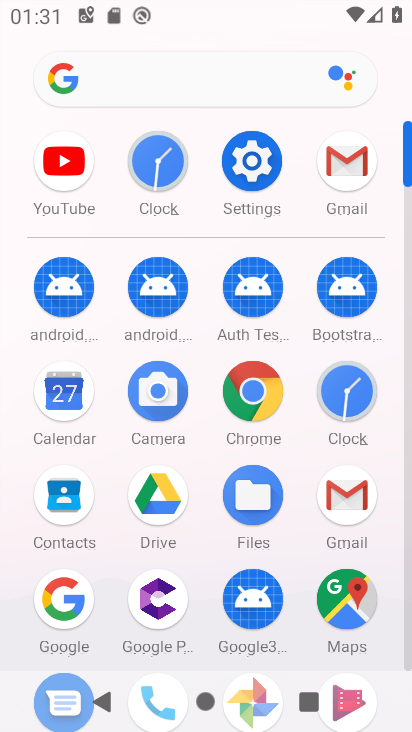 01:31
YouTube Clock Settings Gmail
android,... android,... Auth Tes... Bootstra...
27
Calendar Camera Chrome Clock
Contacts Drive Files Gmail
Google Google P... Google3... Maps